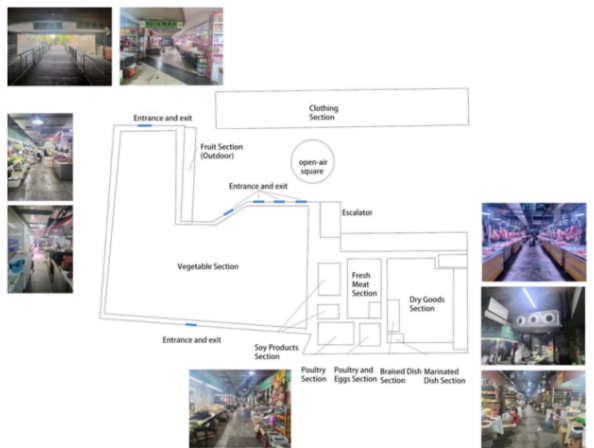 Clothing
Section
Entrance and exit
Fruit Section
(Outdoor)
open-air
square
Entrance and exit
Escalator
Vegetable Section
Fresh
Meat
Section
Dry Goods
Section
Entrance and exit
Soy Products
Section
Poultry
Section
Poultry and
Eggs Section
Braised Dish
Section
Marinated
Dish Section